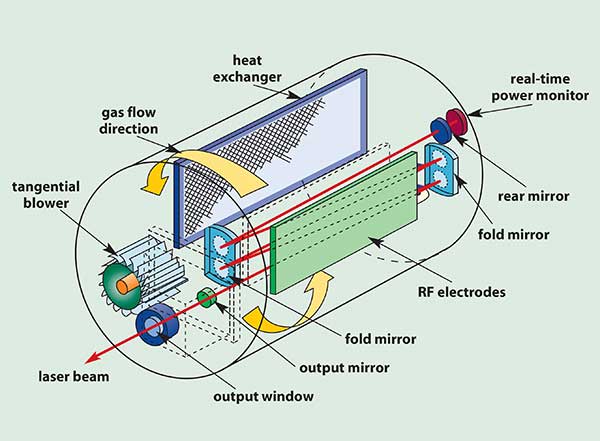 heat
exchanger
real-time
power monitor
gas flow
direction
tangential
blower
rear mirror
fold mirror
RF electrodes
fold mirror
output mirror
laser beam
output window